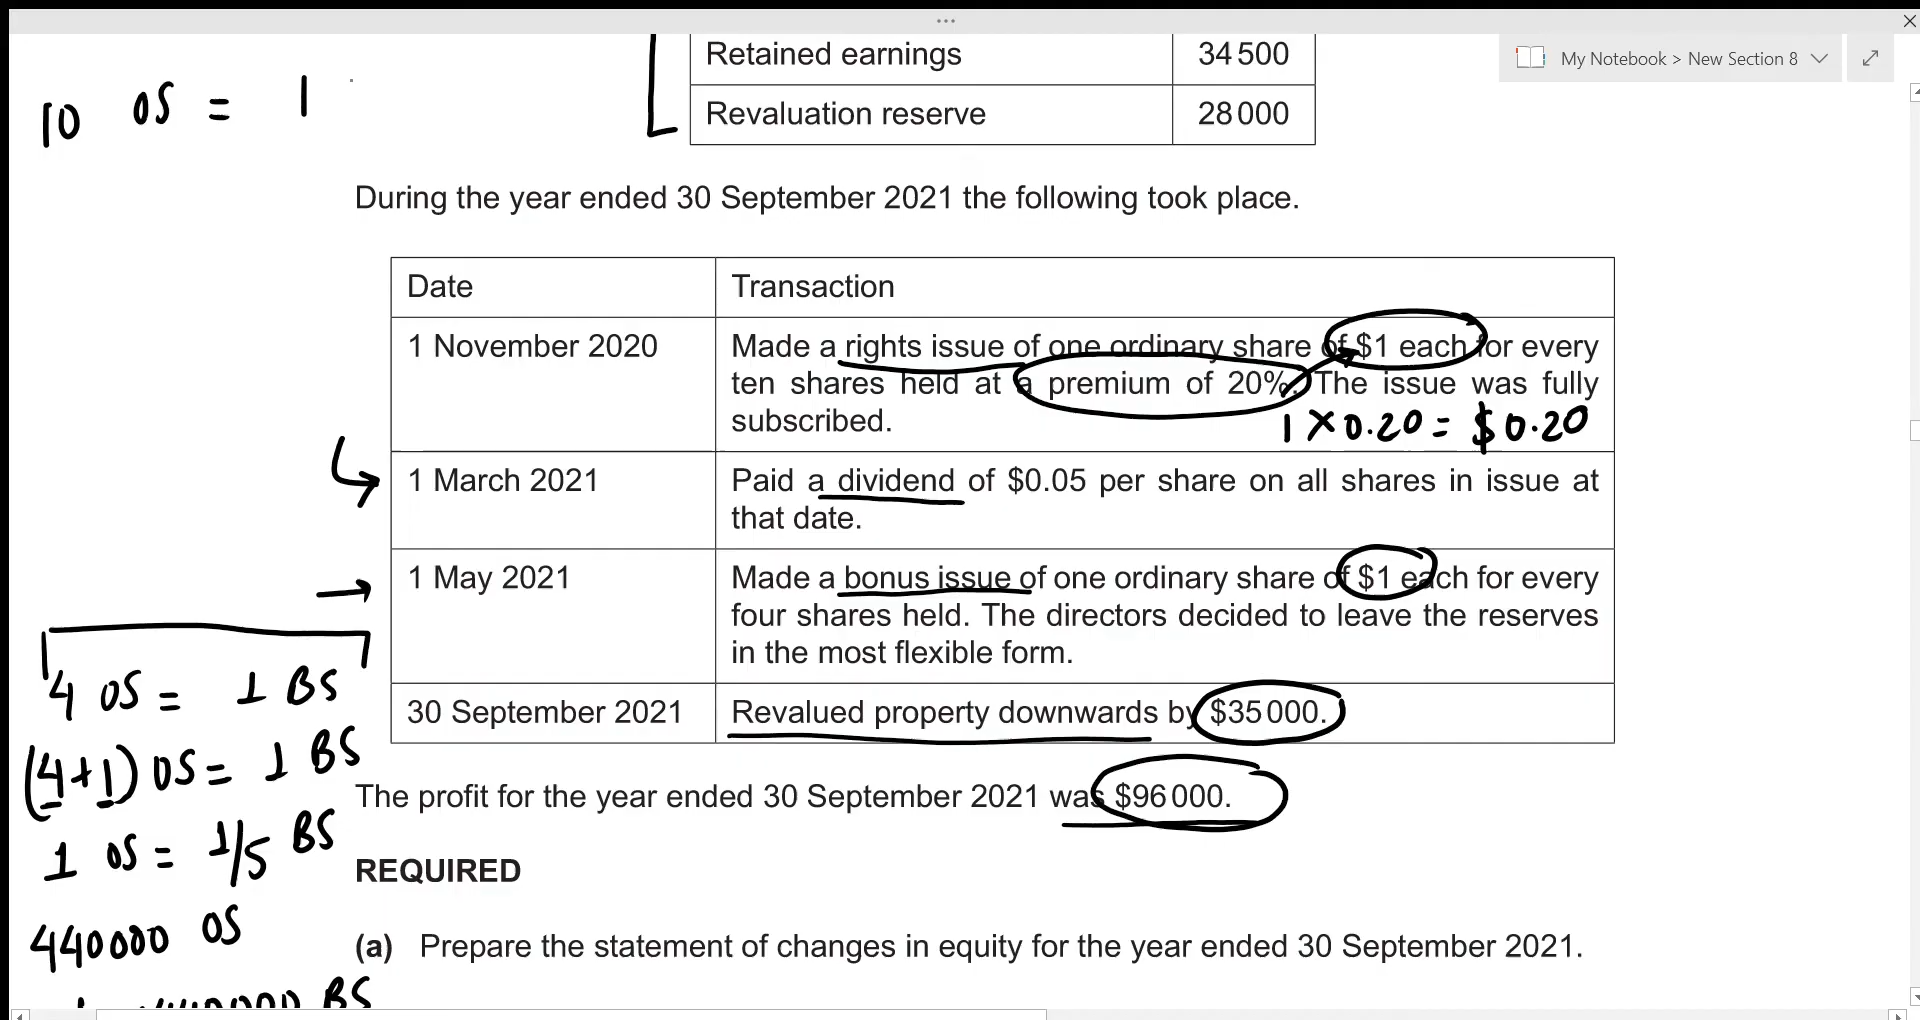 My Notebook > New Section 8
Retained earnings 34 500
Revaluation reserve 28 000
10 OS = 1
During the year ended 30 September 2021 the following took place.
Date Transaction
1 November 2020 Made a rights issue of one ordinary share of $1 each for every
ten shares held at a premium of 20%. The issue was fully
subscribed.
1 × 0.20 = $0.20
1 March 2021 Paid a dividend of $0.05 per share on all shares in issue at
that date.
1 May 2021 Made a bonus issue of one ordinary share of $1 each for every
four shares held. The directors decided to leave the reserves
in the most flexible form.
30 September 2021 Revalued property downwards by $35 000.
4 OS = 1 BS
(4+1) OS = 1 BS
1 OS = 1/5 BS
440000 OS
BS
The profit for the year ended 30 September 2021 was $96 000.
REQUIRED
(a) Prepare the statement of changes in equity for the year ended 30 September 2021.